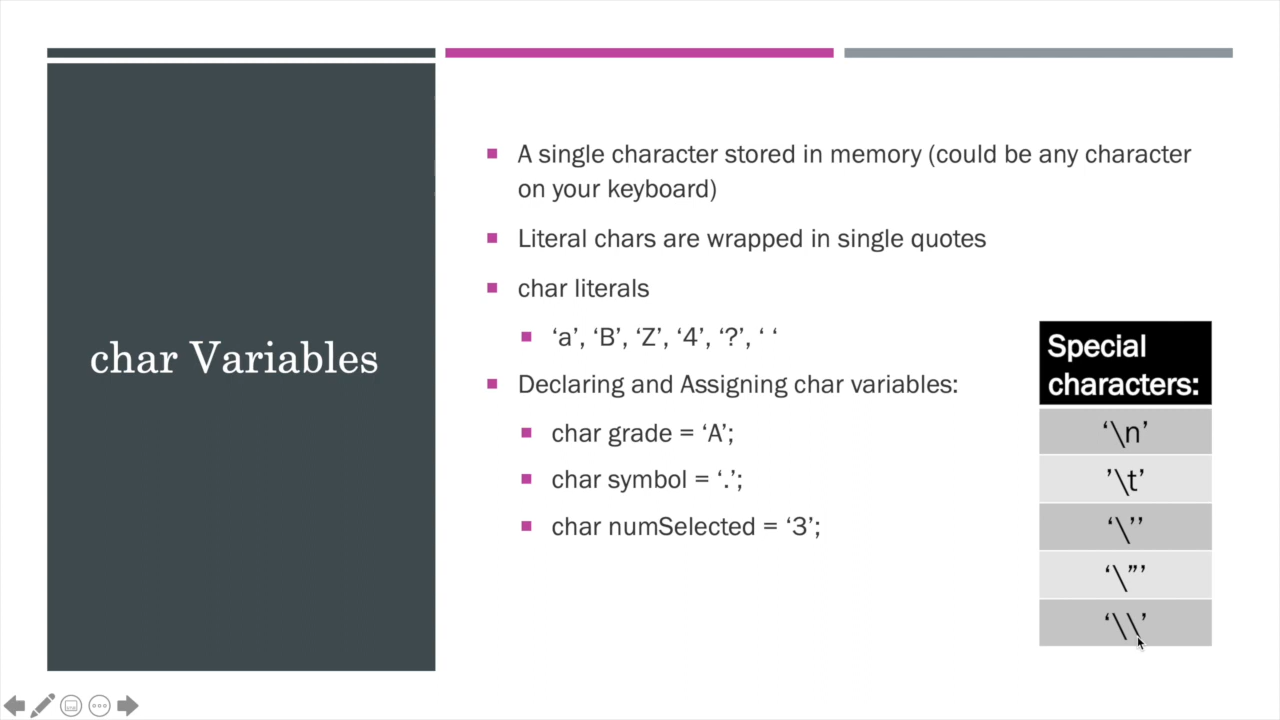 char Variables
A single character stored in memory (could be any character
on your keyboard)
Literal chars are wrapped in single quotes
char literals
‘a’, ‘B’, ‘Z’, ‘4’, ‘?’, ‘ ‘
Declaring and Assigning char variables:
char grade = ‘A’;
char symbol = ‘.’;
char numSelected = ‘3’;
Special
characters:
‘\n’
’\t’
‘\’’
‘\”’
‘\\’